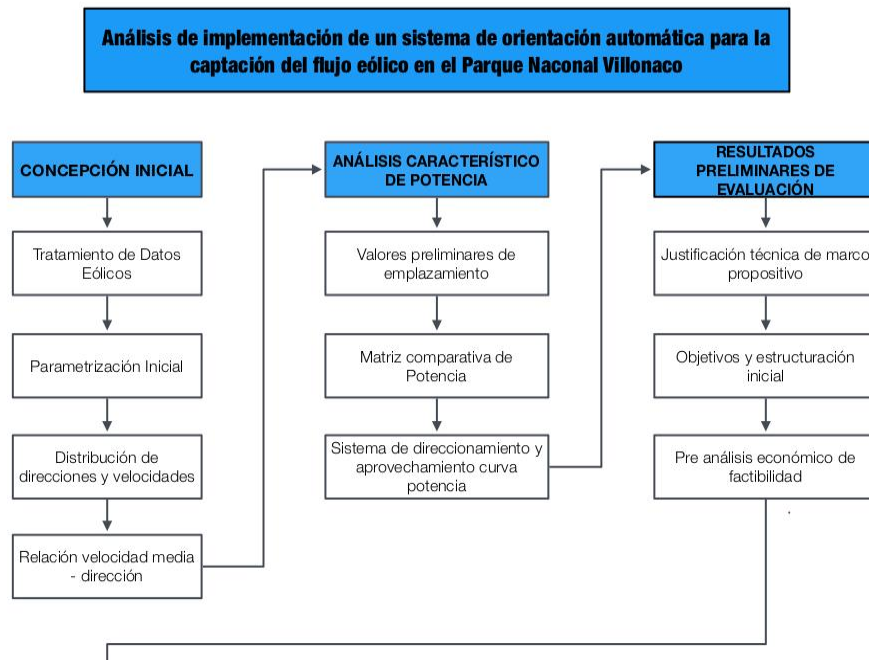 Análisis de implementación de un sistema de orientación automática para la
captación del flujo eólico en el Parque Naconal Villonaco
CONCEPCIÓN INICIAL
Tratamiento de Datos
Eólicos
Parametrización Inicial
Distribución de
direcciones y velocidades
Relación velocidad media
- dirección
ANÁLISIS CARACTERÍSTICO
DE POTENCIA
Valores preliminares de
emplazamiento
Matriz comparativa de
Potencia
Sistema de direccionamiento y
aprovechamiento curva
potencia
RESULTADOS
PRELIMINARES DE
EVALUACIÓN
Justificación técnica de marco
propositivo
Objetivos y estructuración
inicial
Pre análisis económico de
factibilidad